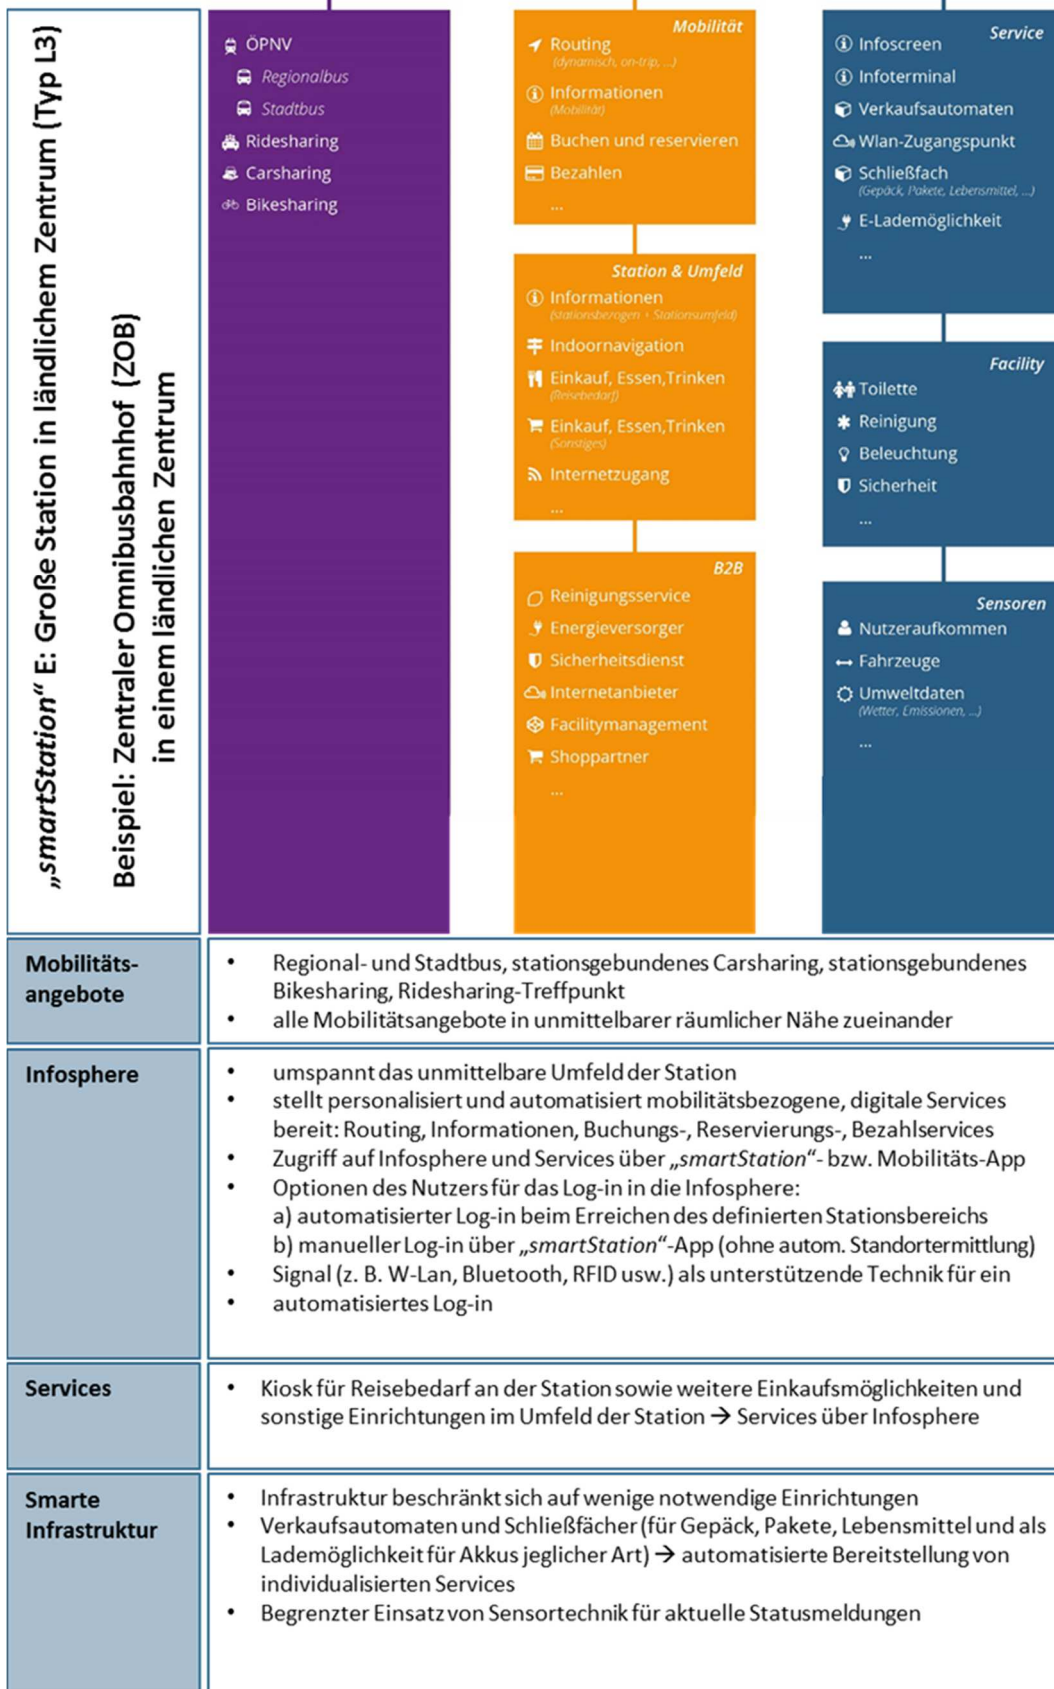 „smartStation“ E: Große Station in ländlichem Zentrum (Typ L3)
Beispiel: Zentraler Omnibusbahnhof (ZOB)
in einem ländlichen Zentrum
ÖPNV
Regionalbus
Stadtbus
Ridesharing
Carsharing
Bikesharing
Mobilität
Routing
(dynamisch, on-trip, ...)
Informationen
(Mobilität)
Buchen und reservieren
Bezahlen
...
Station & Umfeld
Informationen
(stationsbezogen + Stationsumfeld)
Indoornavigation
Einkauf, Essen,Trinken
(Reisebedarf)
Einkauf, Essen,Trinken
(Sonstiges)
Internetzugang
...
B2B
Reinigungsservice
Energieversorger
Sicherheitsdienst
Internetanbieter
Facilitymanagement
Shoppartner
...
Service
Infoscreen
Infoterminal
Verkaufsautomaten
Wlan-Zugangspunkt
Schließfach
(Gepäck, Pakete, Lebensmittel, ...)
E-Lademöglichkeit
...
Facility
Toilette
Reinigung
Beleuchtung
Sicherheit
...
Sensoren
Nutzeraufkommen
Fahrzeuge
Umweltdaten
(Wetter, Emissionen, ...)
...
Mobilitäts-
angebote
• Regional- und Stadtbus, stationsgebundenes Carsharing, stationsgebundenes
Bikesharing, Ridesharing-Treffpunkt
• alle Mobilitätsangebote in unmittelbarer räumlicher Nähe zueinander
Infosphere
• umspannt das unmittelbare Umfeld der Station
• stellt personalisiert und automatisiert mobilitätsbezogene, digitale Services
bereit: Routing, Informationen, Buchungs-, Reservierungs-, Bezahlservices
• Zugriff auf Infosphere und Services über „smartStation“- bzw. Mobilitäts-App
• Optionen des Nutzers für das Log-in in die Infosphere:
a) automatisierter Log-in beim Erreichen des definierten Stationsbereichs
b) manueller Log-in über „smartStation“-App (ohne autom. Standortermittlung)
• Signal (z. B. W-Lan, Bluetooth, RFID usw.) als unterstützende Technik für ein
• automatisiertes Log-in
Services
• Kiosk für Reisebedarf an der Station sowie weitere Einkaufsmöglichkeiten und
sonstige Einrichtungen im Umfeld der Station → Services über Infosphere
Smarte
Infrastruktur
• Infrastruktur beschränkt sich auf wenige notwendige Einrichtungen
• Verkaufsautomaten und Schließfächer (für Gepäck, Pakete, Lebensmittel und als
Lademöglichkeit für Akkus jeglicher Art) → automatisierte Bereitstellung von
individualisierten Services
• Begrenzter Einsatz von Sensortechnik für aktuelle Statusmeldungen